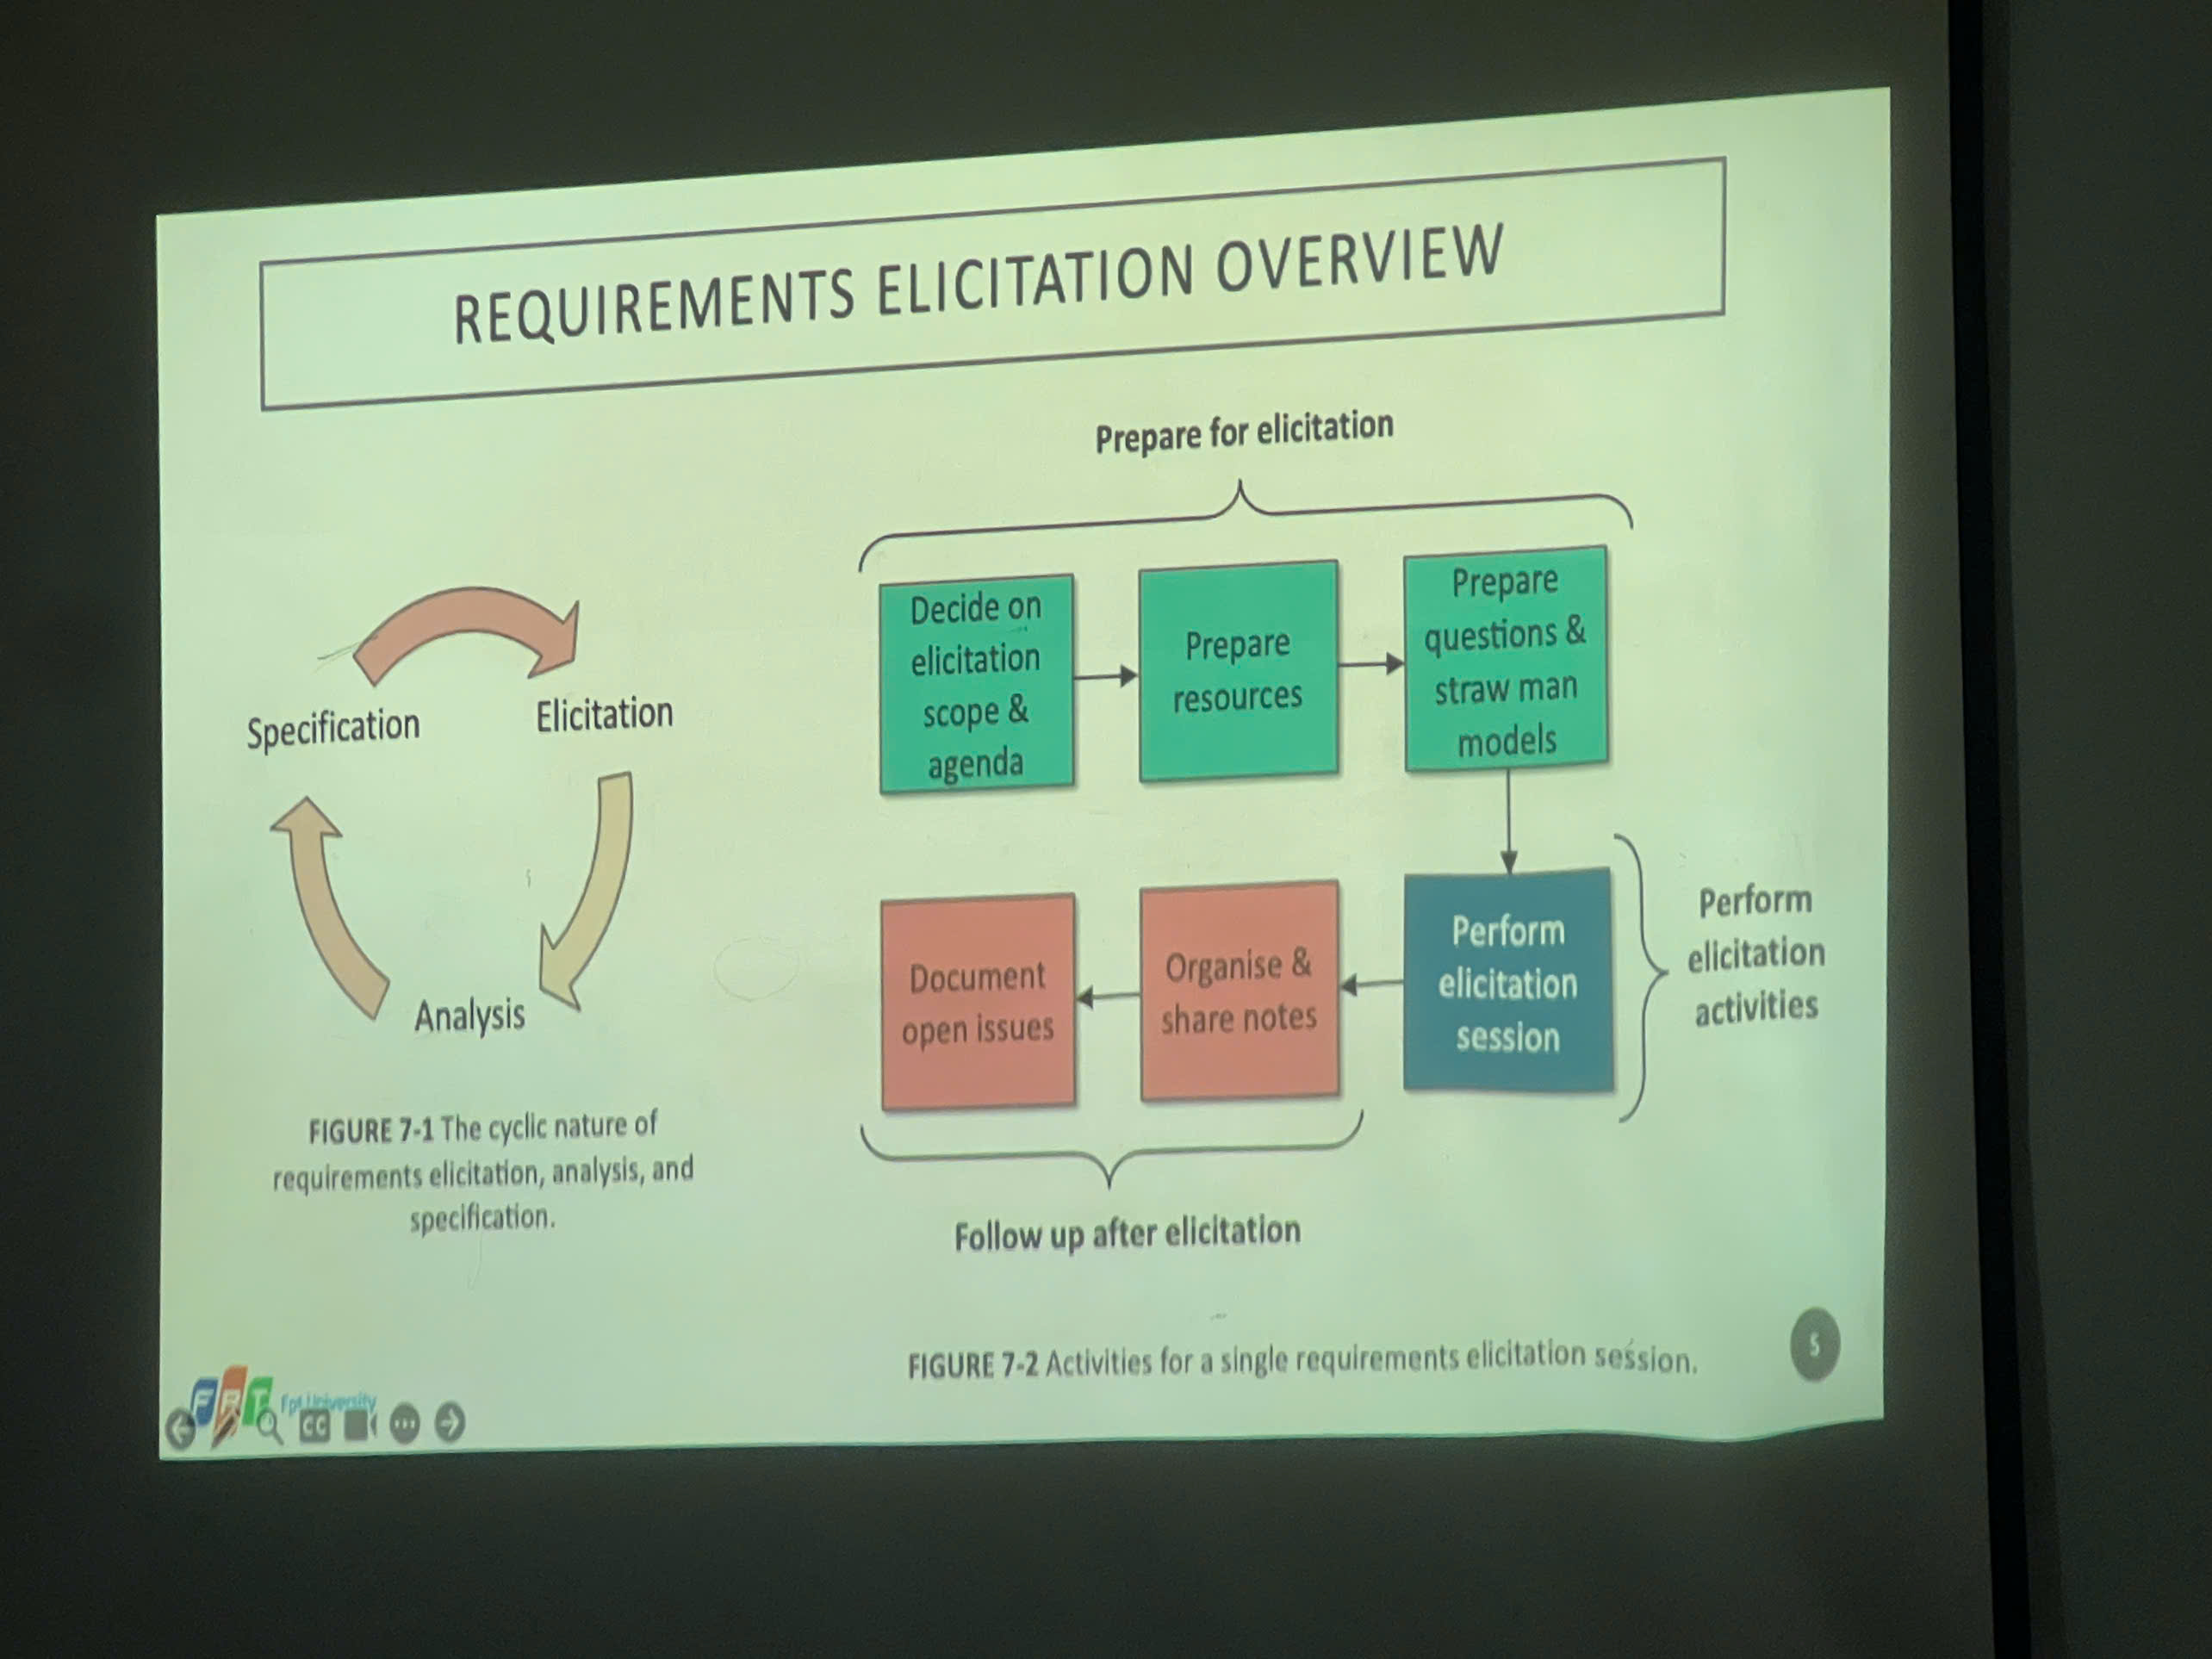 REQUIREMENTS ELICITATION OVERVIEW
Specification
Elicitation
Analysis
FIGURE 7-1 The cyclic nature of
requirements elicitation, analysis, and
specification.
Prepare for elicitation
Decide on
elicitation
scope &
agenda
Prepare
resources
Prepare
questions &
straw man
models
Perform
elicitation
session
Perform
elicitation
activities
Organise &
share notes
Document
open issues
Follow up after elicitation
FIGURE 7-2 Activities for a single requirements elicitation session.
5
FPT Fpt University
CC